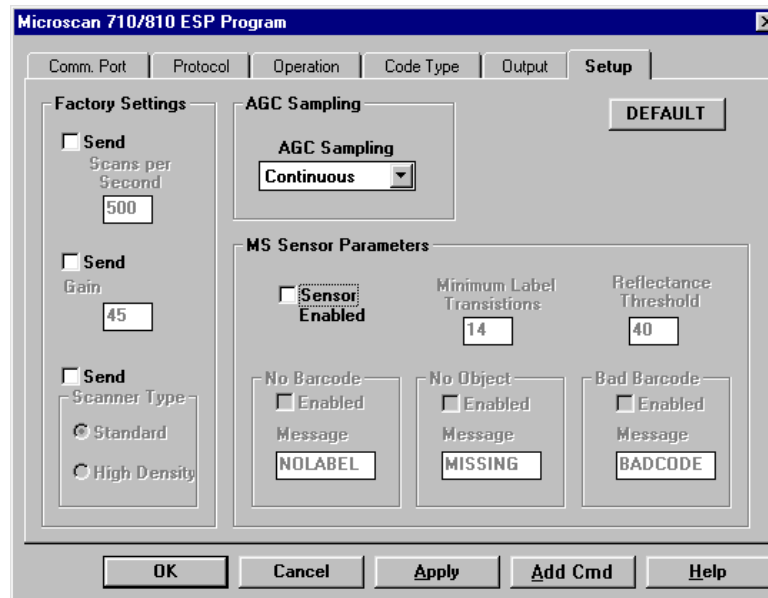 Microscan 710/810 ESP Program
Comm. Port
Protocol
Operation
Code Type
Output
Setup
Factory Settings
Send
Scans per
Second
500
Send
Gain
45
Send
Scanner Type
Standard
High Density
AGC Sampling
AGC Sampling
Continuous
DEFAULT
MS Sensor Parameters
Sensor
Enabled
Minimum Label
Transistions
14
Reflectance
Threshold
40
No Barcode
Enabled
Message
NOLABEL
No Object
Enabled
Message
MISSING
Bad Barcode
Enabled
Message
BADCODE
OK
Cancel
Apply
Add Cmd
Help